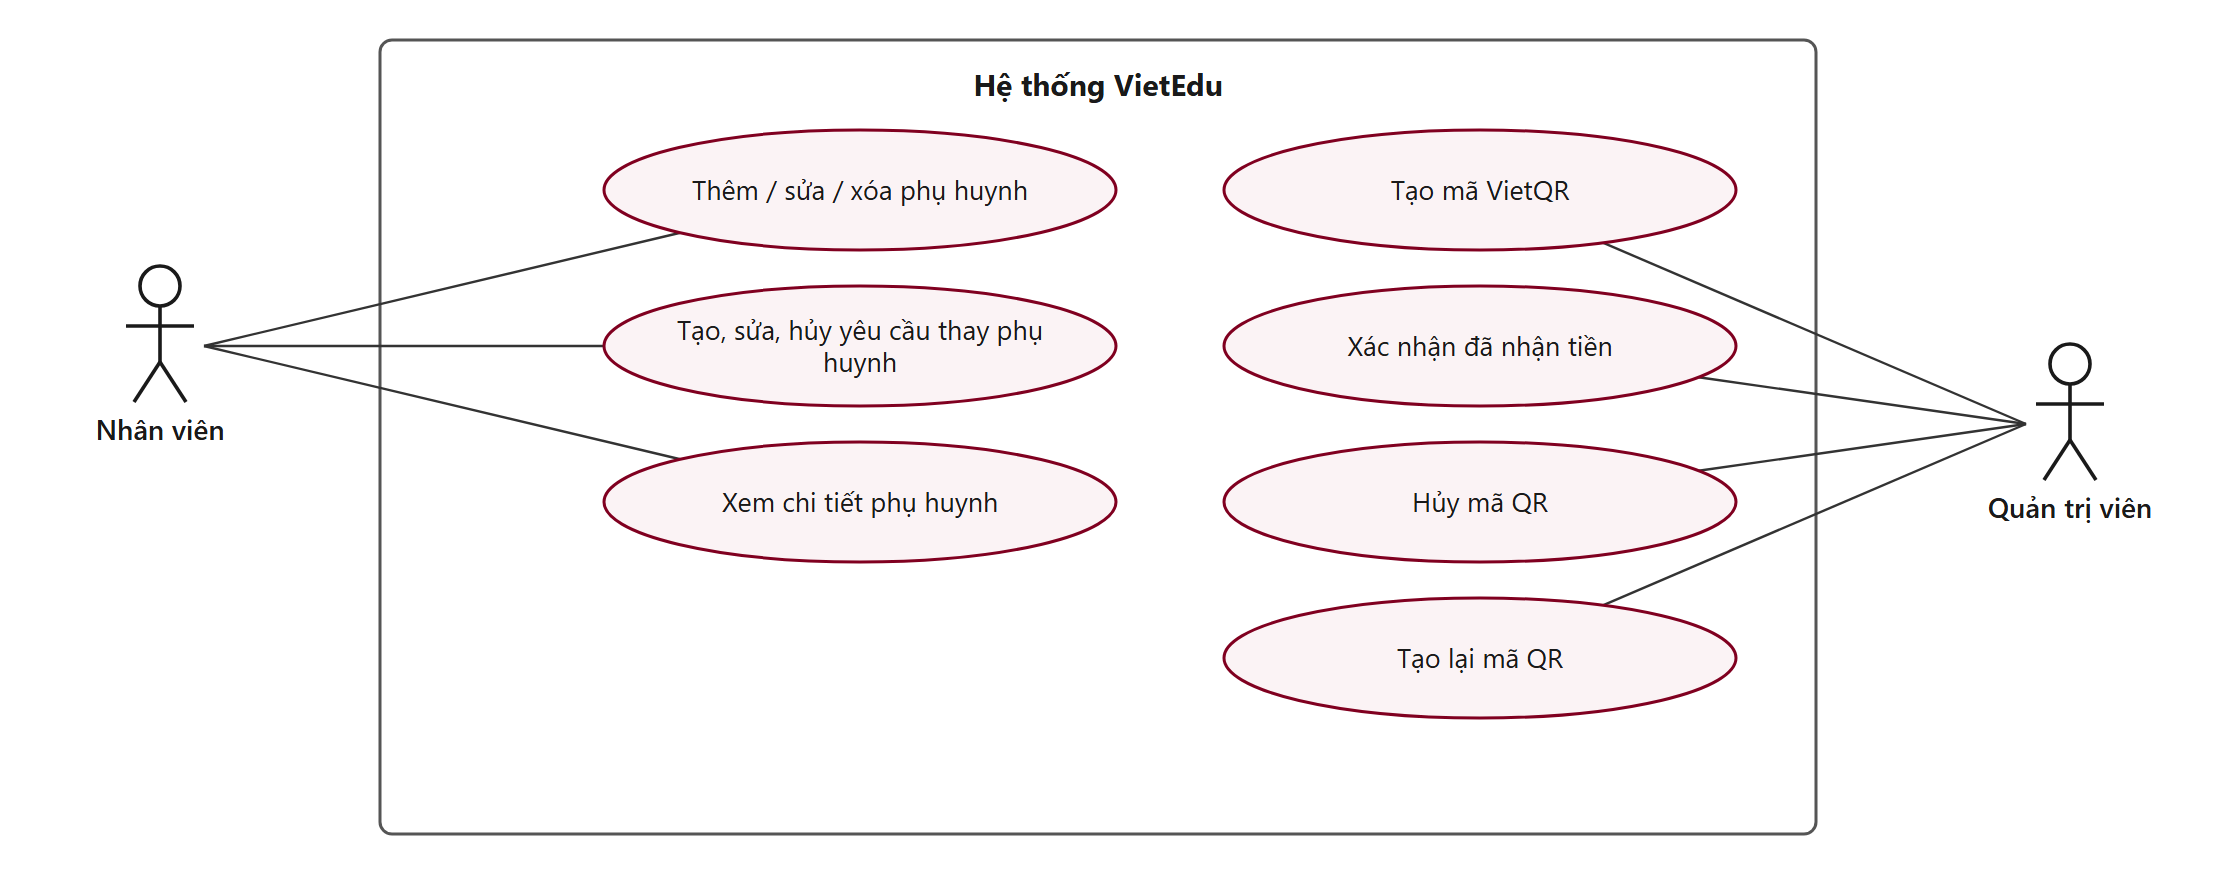 Hệ thống VietEdu
Thêm / sửa / xóa phụ huynh
Tạo, sửa, hủy yêu cầu thay phụ
huynh
Xem chi tiết phụ huynh
Tạo mã VietQR
Xác nhận đã nhận tiền
Hủy mã QR
Tạo lại mã QR
Nhân viên
Quản trị viên